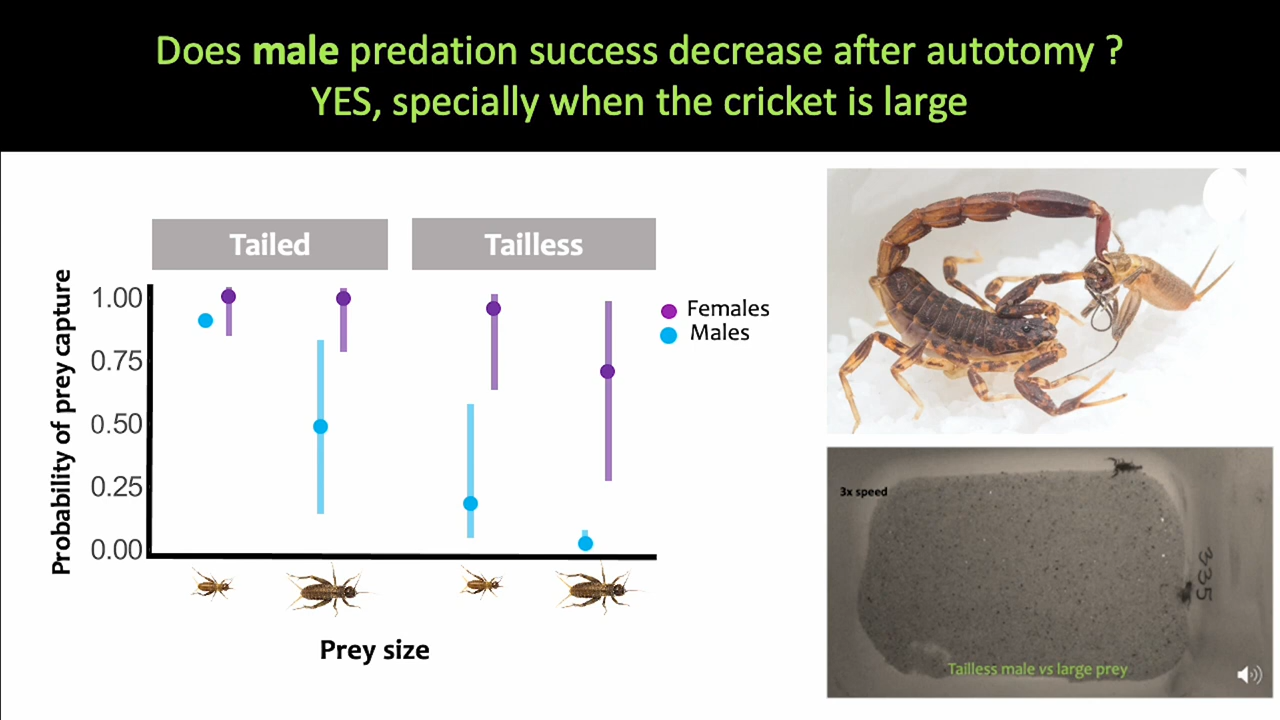 Does male predation success decrease after autotomy ?
YES, specially when the cricket is large
Tailed
Tailless
Probability of prey capture
1.00
0.75
0.50
0.25
0.00
Females
Males
Prey size
3x speed
335
Tailless male vs large prey